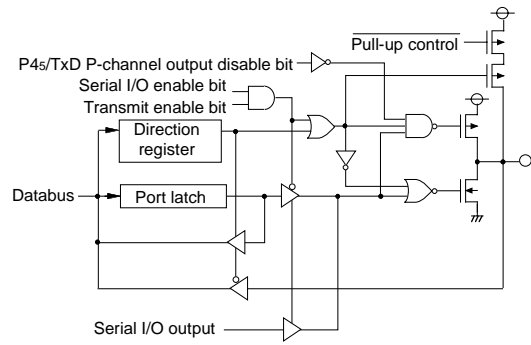 Pull-up control
P45/TxD P-channel output disable bit
Serial I/O enable bit
Transmit enable bit
Direction
register
Databus
Port latch
Serial I/O output